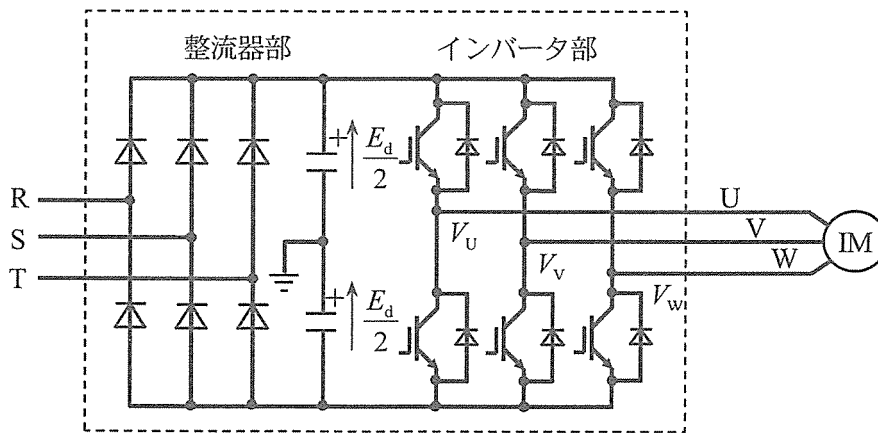 整流器部
インバータ部
+
E_d/2
R
S
T
U
V
W
IM
V_U
V_V
V_W
+
E_d/2